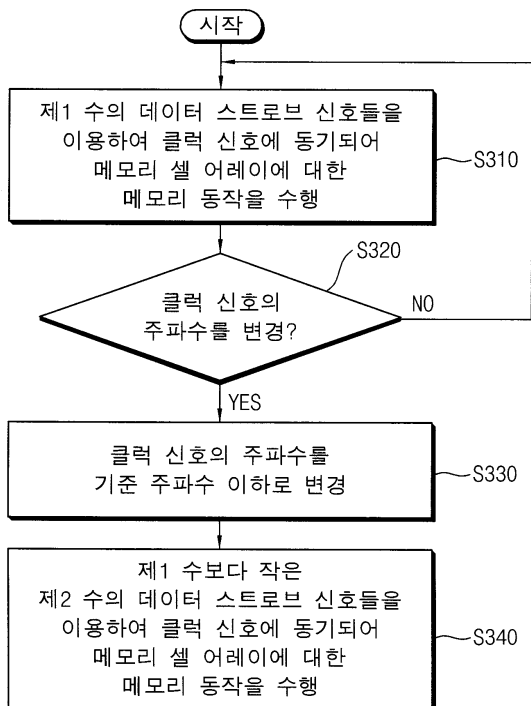 시작
제1 수의 데이터 스트로브 신호들을
이용하여 클럭 신호에 동기되어
메모리 셀 어레이에 대한
메모리 동작을 수행
S310
S320
클럭 신호의
주파수를 변경?
NO
YES
클럭 신호의 주파수를
기준 주파수 이하로 변경
S330
제1 수보다 작은
제2 수의 데이터 스트로브 신호들을
이용하여 클럭 신호에 동기되어
메모리 셀 어레이에 대한
메모리 동작을 수행
S340